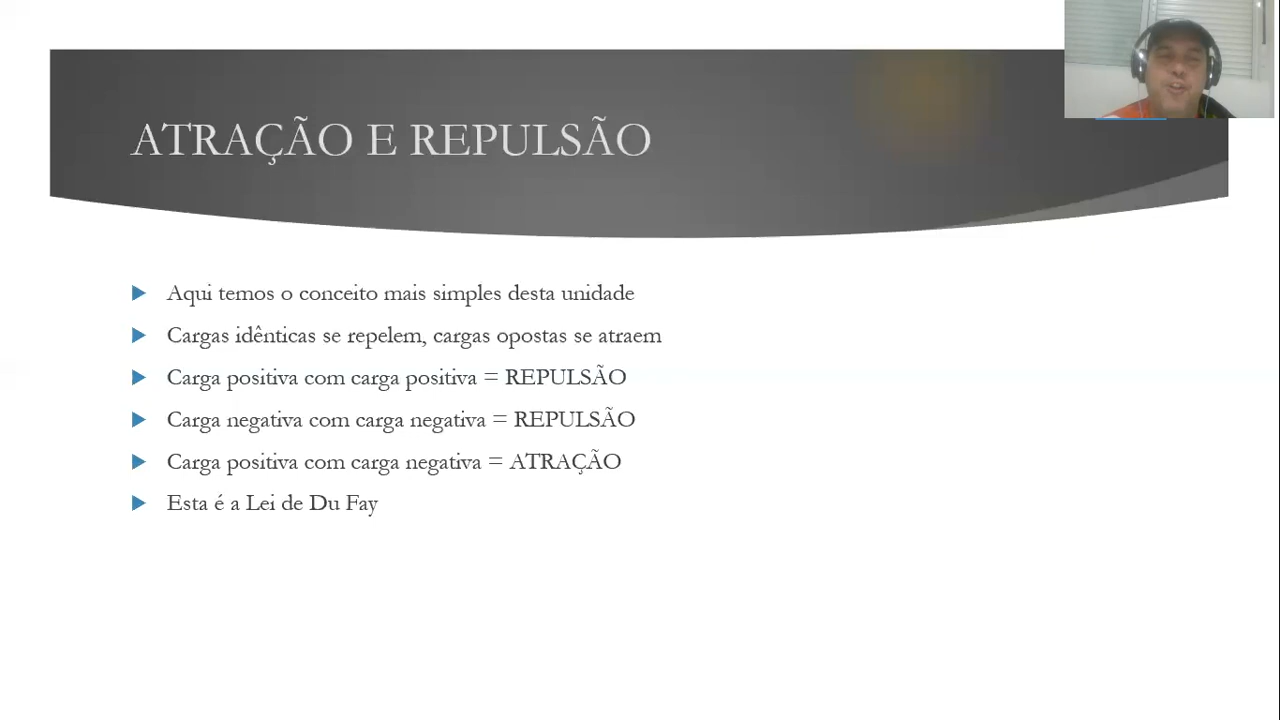 ATRAÇÃO E REPULSÃO
Aqui temos o conceito mais simples desta unidade
Cargas idênticas se repelem, cargas opostas se atraem
Carga positiva com carga positiva = REPULSÃO
Carga negativa com carga negativa = REPULSÃO
Carga positiva com carga negativa = ATRAÇÃO
Esta é a Lei de Du Fay